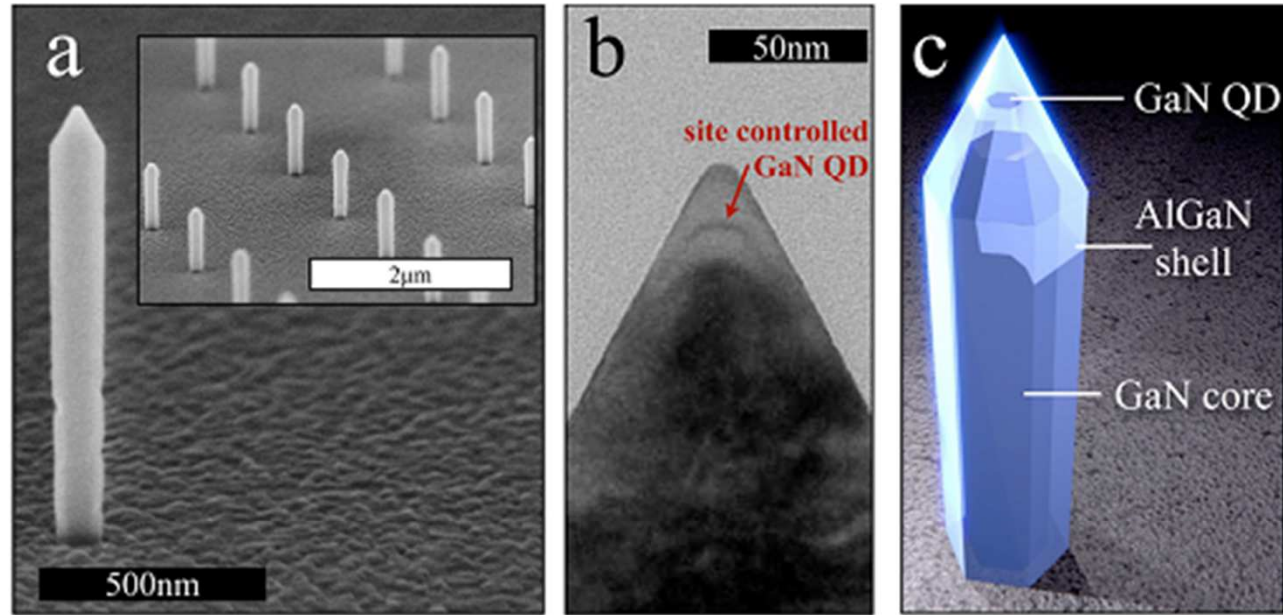 a
2μm
500nm
b
50nm
site controlled
GaN QD
c
GaN QD
AlGaN
shell
GaN core